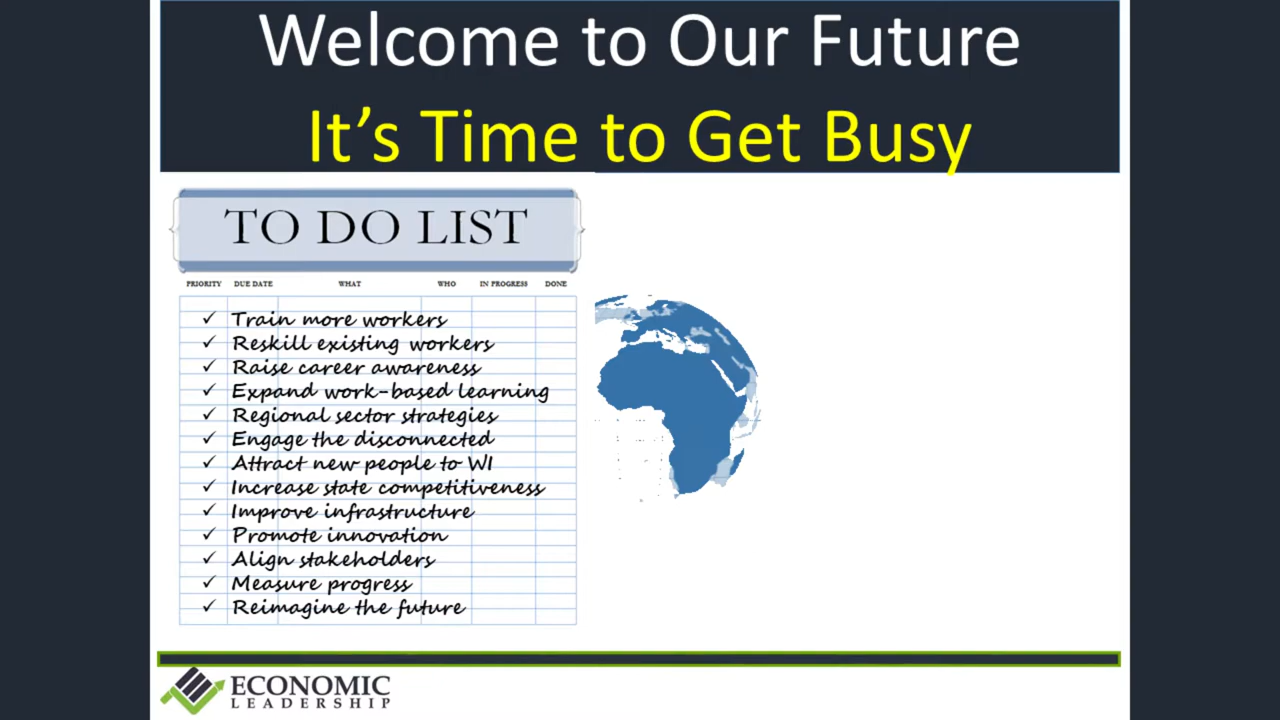 Welcome to Our Future
It's Time to Get Busy
TO DO LIST
PRIORITY DUE DATE WHAT WHO IN PROGRESS DONE
✓ Train more workers
✓ Reskill existing workers
✓ Raise career awareness
✓ Expand work-based learning
✓ Regional sector strategies
✓ Engage the disconnected
✓ Attract new people to WI
✓ Increase state competitiveness
✓ Improve infrastructure
✓ Promote innovation
✓ Align stakeholders
✓ Measure progress
✓ Reimagine the future
ECONOMIC
LEADERSHIP